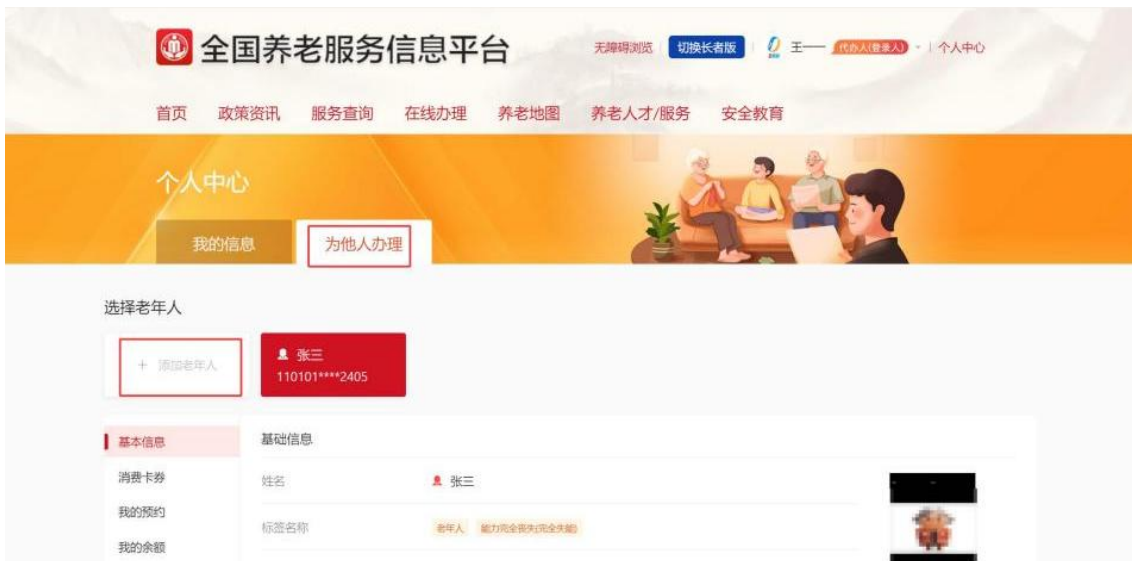 全国养老服务信息平台
无障碍浏览 切换长者版 王一一 代办人(登录人) 个人中心
首页 政策资讯 服务查询 在线办理 养老地图 养老人才/服务 安全教育
个人中心
我的信息 为他人办理
选择老年人
+ 添加老年人
张三
110101****2405
基本信息
基础信息
消费卡券
姓名 张三
我的预约
标签名称 老年人 能力完全丧失(完全失能)
我的余额